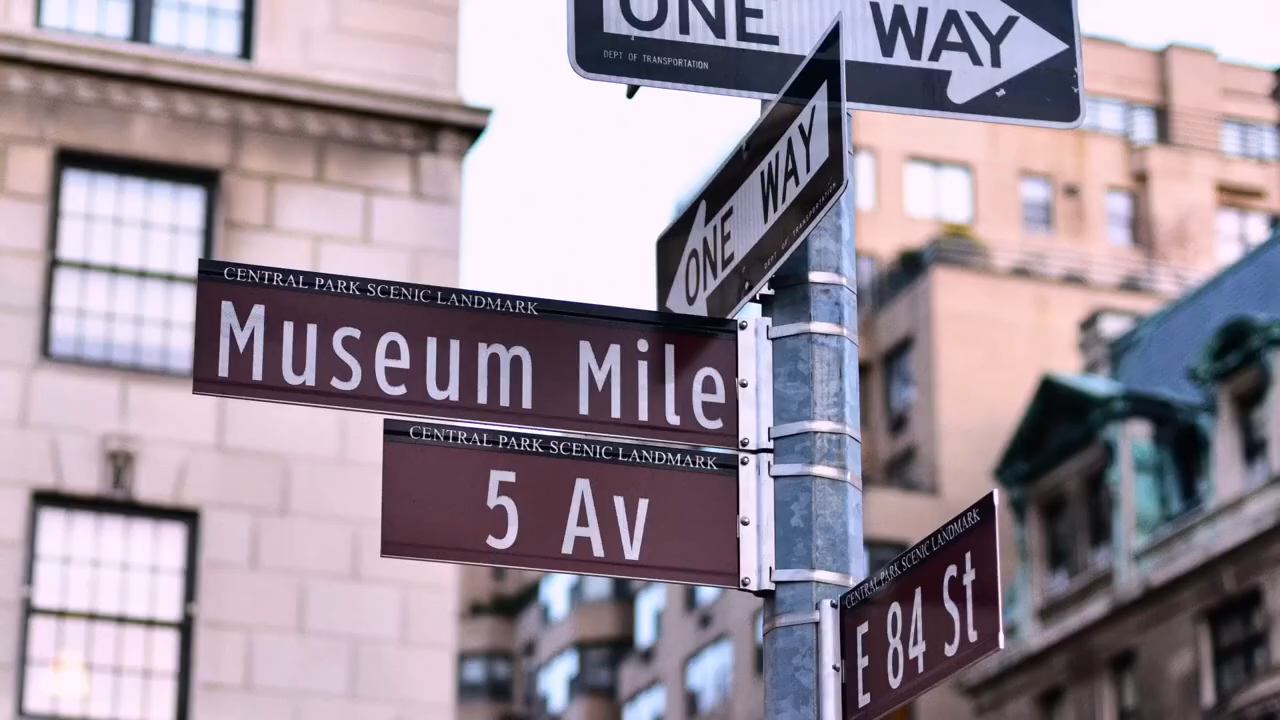 ONE WAY
DEPT OF TRANSPORTATION
ONE WAY
DEPT OF TRANSPORTATION
CENTRAL PARK SCENIC LANDMARK
Museum Mile
CENTRAL PARK SCENIC LANDMARK
5 Av
CENTRAL PARK SCENIC LANDMARK
E 84 St